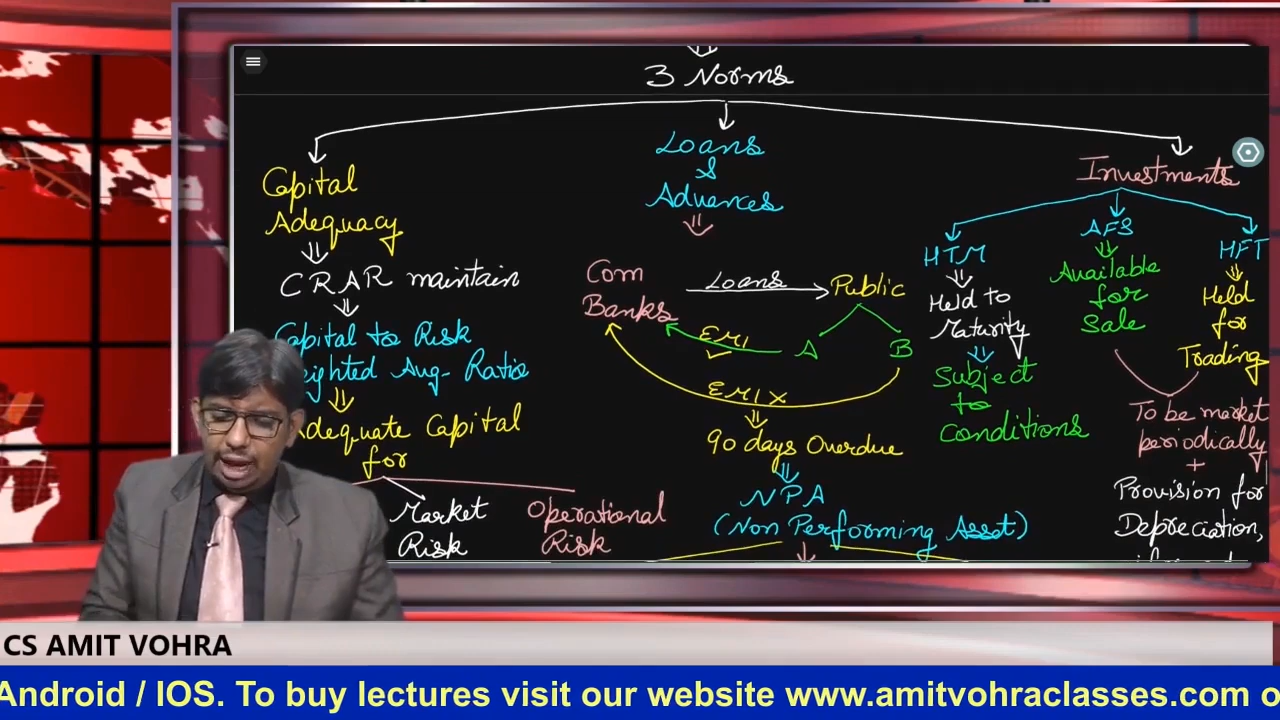 3 Norms
Capital
Adequacy
CRAR maintain
Capital to Risk
eighted Avg- Ratio
dequate Capital
for
Market
Risk
Operational
Risk
Loans
&
Advances
Com
Banks
Loans
Public
EMI
A
B
EMI X
90 days Overdue
NPA
(Non Performing Asset)
Investments
HTM
Held to
Maturity
Subject
to
Conditions
AFS
Available
for
Sale
HFT
Held
for
Trading
To be market
periodically
+
Provision for
Depreciation,
CS AMIT VOHRA
Android / IOS. To buy lectures visit our website www.amitvohraclasses.com o